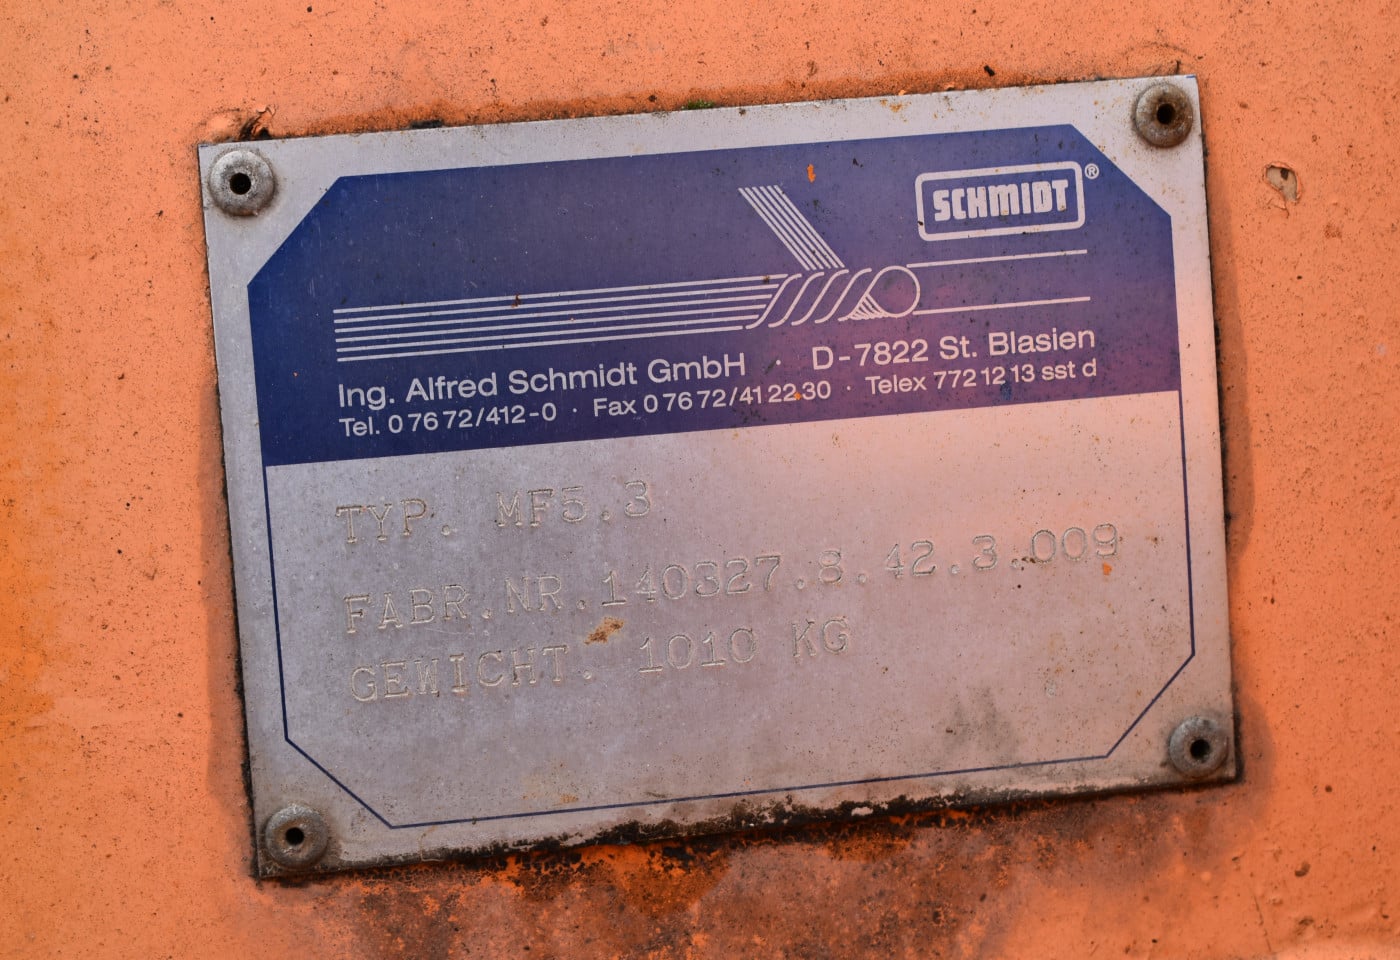 SCHMIDT®
Ing. Alfred Schmidt GmbH · D-7822 St. Blasien
Tel. 0 76 72/412-0 · Fax 0 76 72/41 22 30 · Telex 772 12 13 sst d
TYP. MF5.3
FABR.NR.140327.8.42.3.009
GEWICHT. 1010 KG